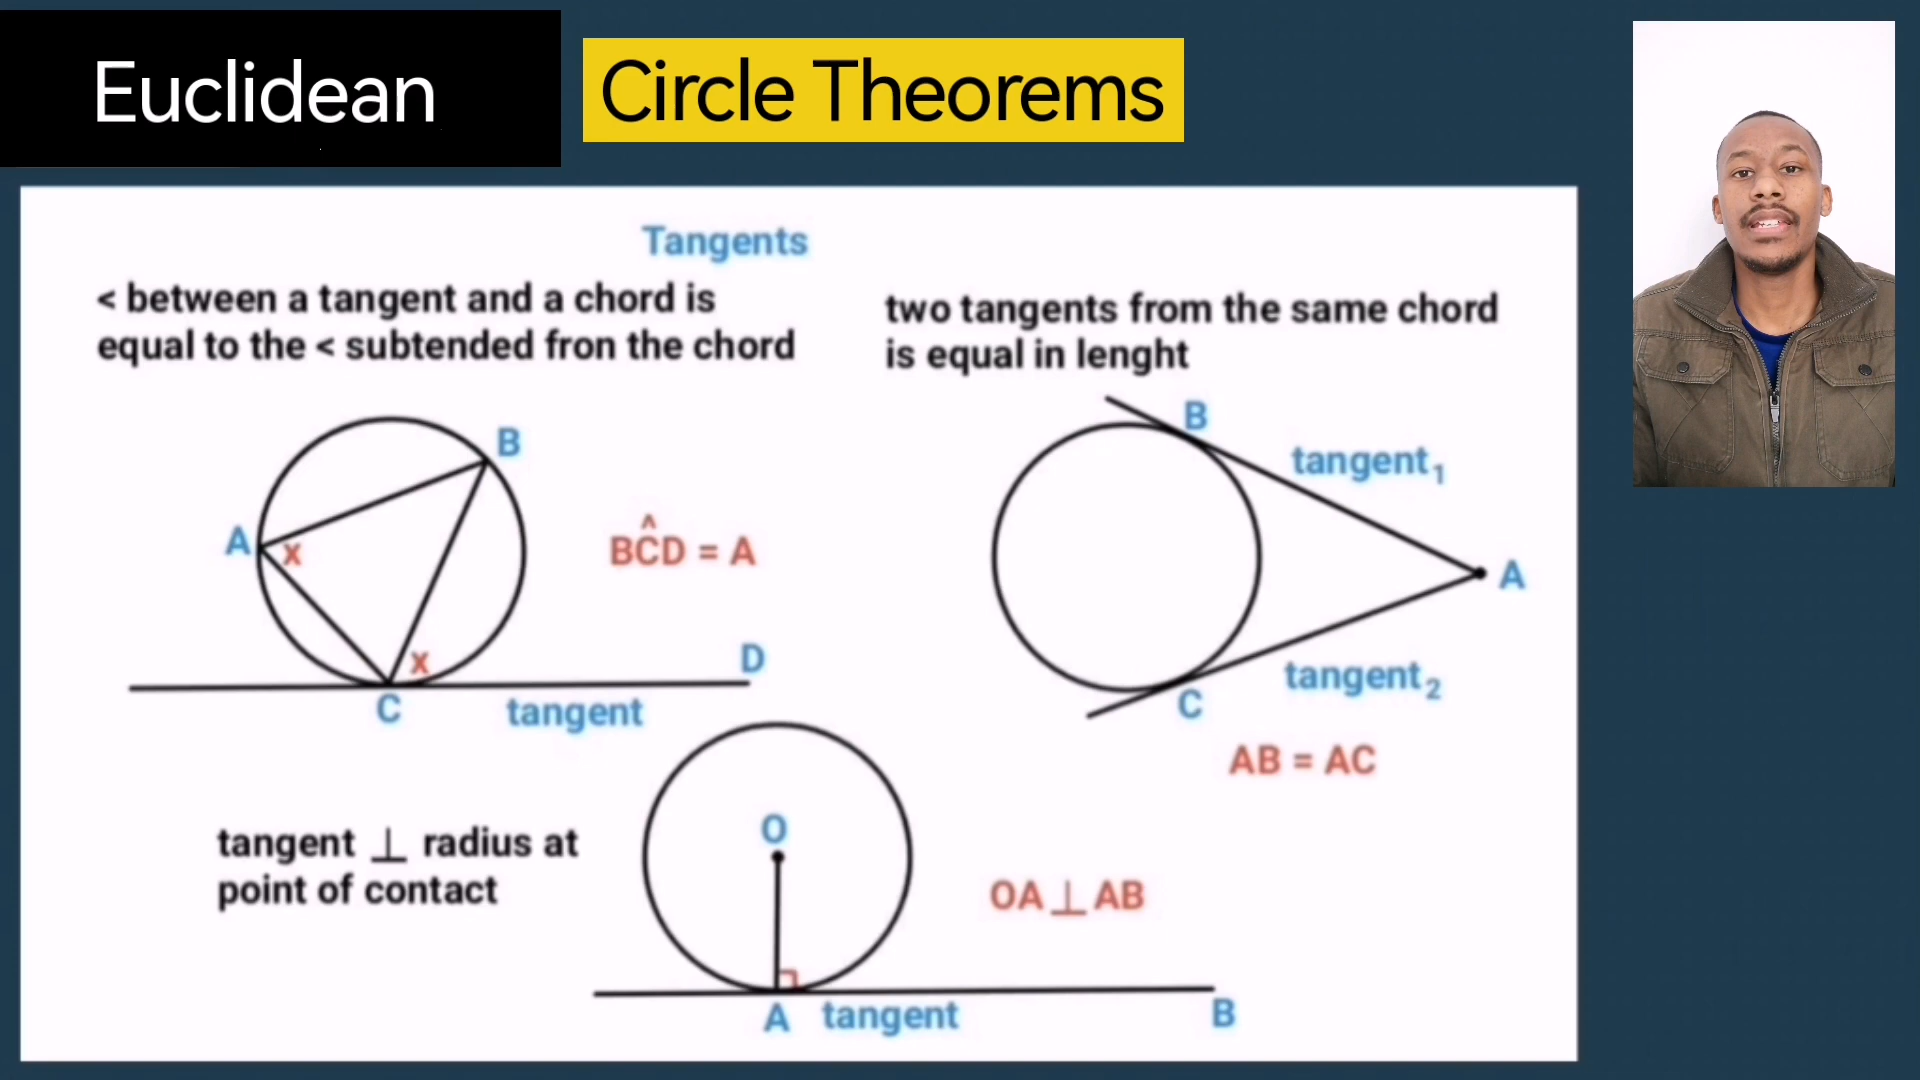 Euclidean
Circle Theorems
Tangents
< between a tangent and a chord is
equal to the < subtended fron the chord
two tangents from the same chord
is equal in lenght
B
A
x
x
BĈD = A
D
C
tangent
B
tangent₁
A
tangent₂
C
AB = AC
tangent ⊥ radius at
point of contact
O
OA ⊥ AB
A
tangent
B